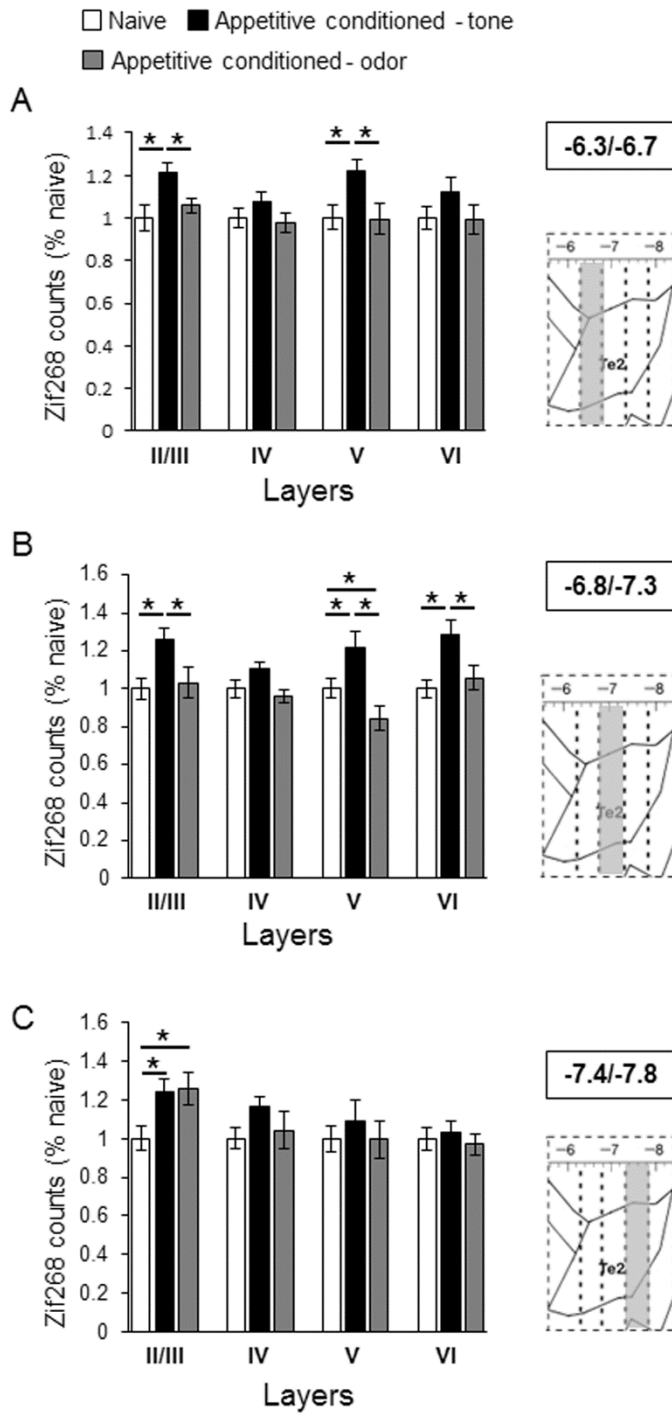 Naive Appetitive conditioned - tone
Appetitive conditioned - odor
A
Zif268 counts (% naive)
1.4
1.2
1
0.8
0.6
0.4
0.2
0
* * * *
II/III IV V VI
Layers
-6.3/-6.7
−6 −7 −8
Te2
B
Zif268 counts (% naive)
1.6
1.4
1.2
1
0.8
0.6
0.4
0.2
0
*
* * * * * *
II/III IV V VI
Layers
-6.8/-7.3
−6 −7 −8
Te2
C
Zif268 counts (% naive)
1.6
1.4
1.2
1
0.8
0.6
0.4
0.2
0
*
*
II/III IV V VI
Layers
-7.4/-7.8
−6 −7 −8
Te2